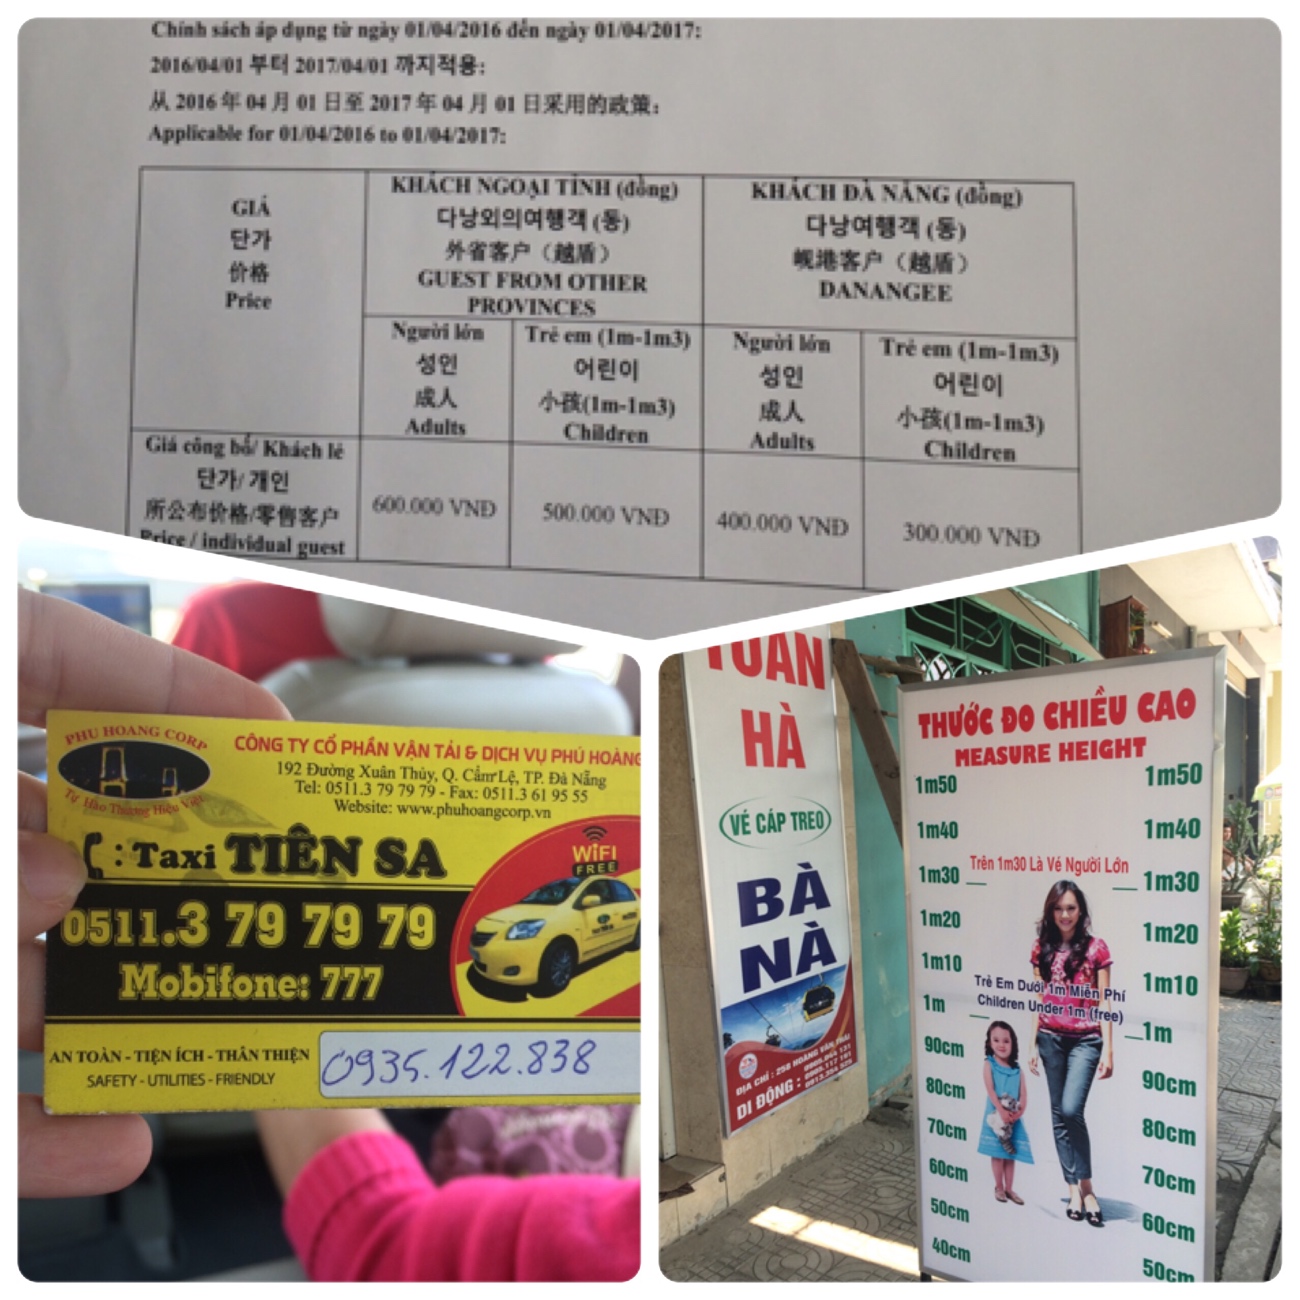 Chính sách áp dụng từ ngày 01/04/2016 đến ngày 01/04/2017:
2016/04/01 부터 2017/04/01 까지적용:
从 2016 年 04 月 01 日至 2017 年 04 月 01 日采用的政策:
Applicable for 01/04/2016 to 01/04/2017:
GIÁ
단가
价格
Price
KHÁCH NGOẠI TỈNH (đồng)
다낭외의여행객 (동)
外省客户（越盾）
GUEST FROM OTHER
PROVINCES
KHÁCH ĐÀ NẴNG (đồng)
다낭여행객 (동)
岘港客户（越盾）
DANANGEE
Người lớn
성인
成人
Adults
Trẻ em (1m-1m3)
어린이
小孩(1m-1m3)
Children
Người lớn
성인
成人
Adults
Trẻ em (1m-1m3)
어린이
小孩(1m-1m3)
Children
Giá công bố/ Khách lẻ
단가/ 개인
所公布价格/零售客户
Price / individual guest
600.000 VNĐ
500.000 VNĐ
400.000 VNĐ
300.000 VNĐ
PHU HOANG CORP
Tự Hào Thương Hiệu Việt
CÔNG TY CỔ PHẦN VẬN TẢI & DỊCH VỤ PHÚ HOÀNG
192 Đường Xuân Thủy, Q. Cẩm Lệ, TP. Đà Nẵng
Tel: 0511.3 79 79 79 - Fax: 0511.3 61 95 55
Website: www.phuhoangcorp.vn
: Taxi TIÊN SA
WiFi
FREE
0511.3 79 79 79
Mobifone: 777
AN TOÀN - TIỆN ÍCH - THÂN THIỆN
SAFETY - UTILITIES - FRIENDLY
0935.122.838
TUẤN
HÀ
VÉ CÁP TREO
BÀ
NÀ
ĐỊA CHỈ : 258 HOÀNG VĂN THÁI
DI ĐỘNG :
THƯỚC ĐO CHIỀU CAO
MEASURE HEIGHT
1m50 1m50
1m40 1m40
Trên 1m30 Là Vé Người Lớn
1m30 1m30
1m20 1m20
1m10 1m10
Trẻ Em Dưới 1m Miễn Phí
Children Under 1m (free)
1m 1m
90cm 90cm
80cm 80cm
70cm 70cm
60cm 60cm
50cm 50cm
40cm